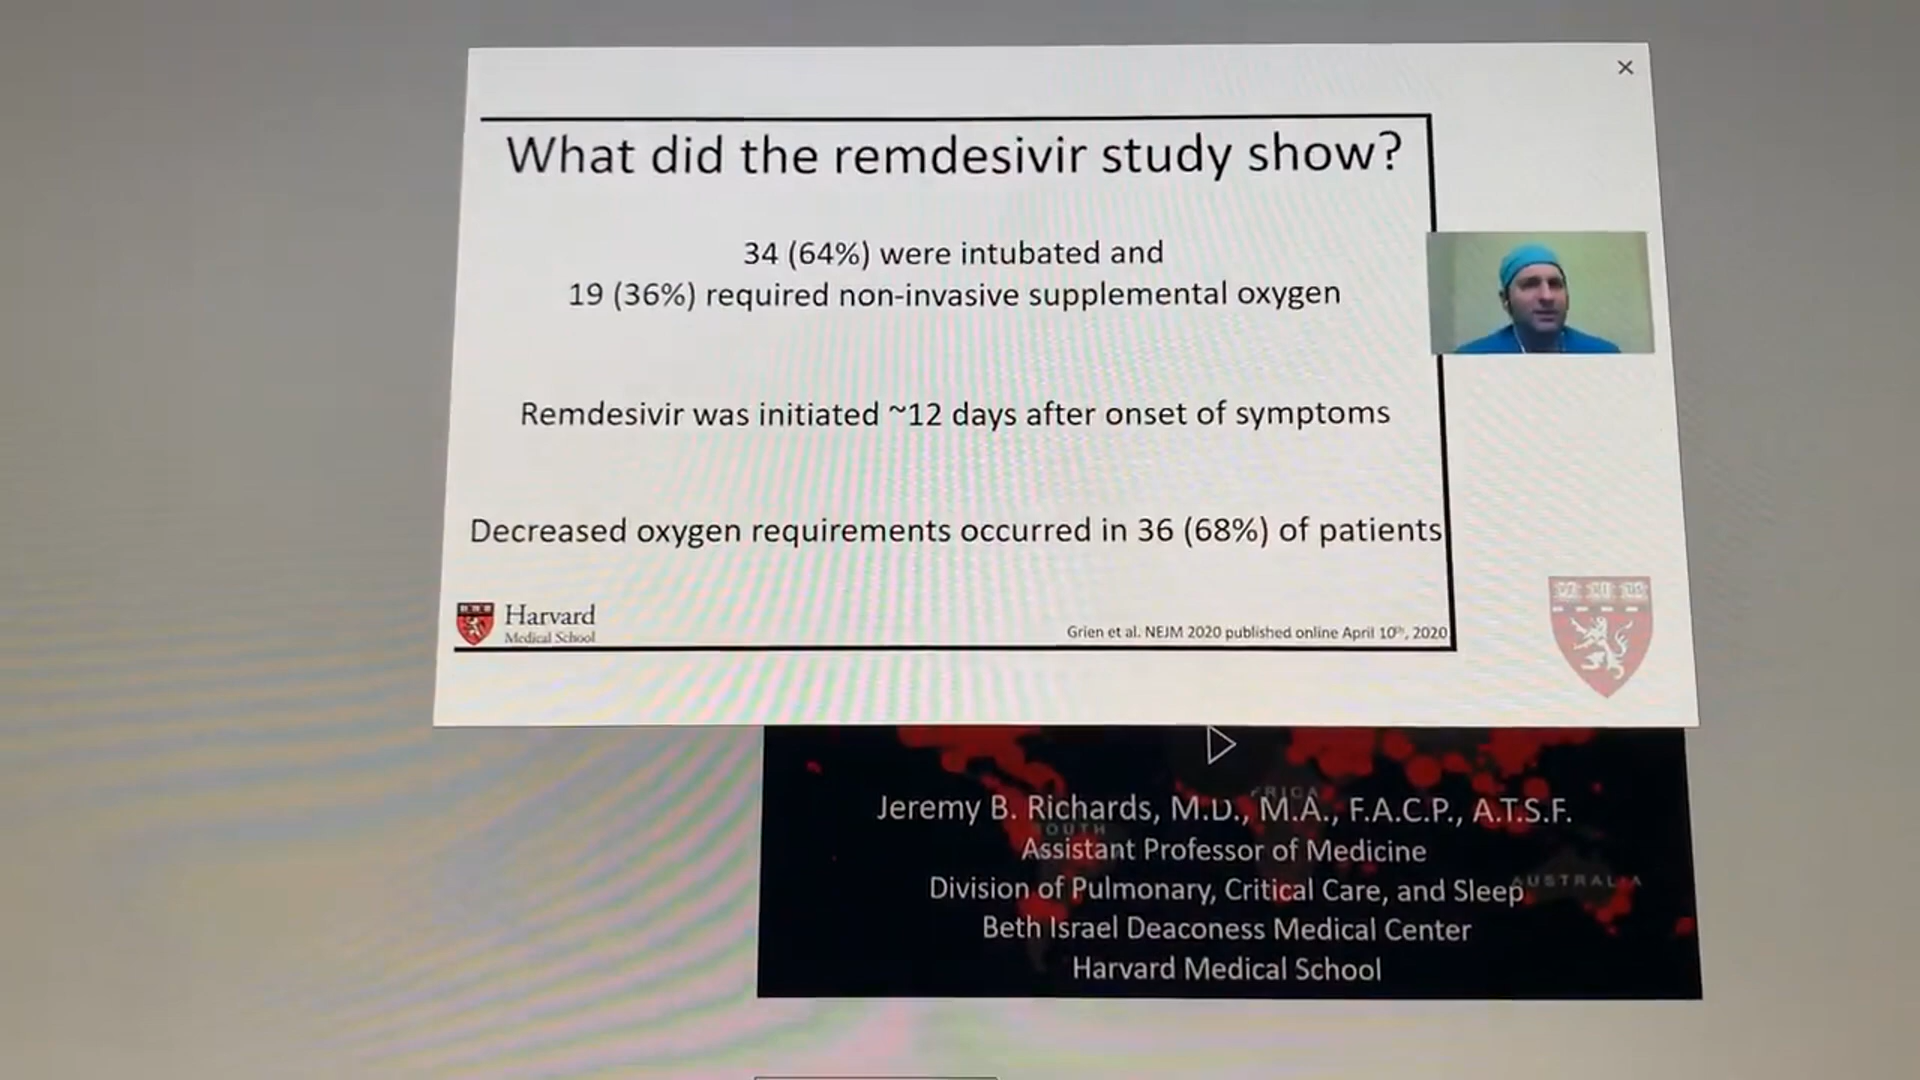 What did the remdesivir study show?
34 (64%) were intubated and
19 (36%) required non-invasive supplemental oxygen
Remdesivir was initiated ~12 days after onset of symptoms
Decreased oxygen requirements occurred in 36 (68%) of patients
Harvard
Medical School
Grien et al. NEJM 2020 published online April 10th, 2020
Jeremy B. Richards, M.D., M.A., F.A.C.P., A.T.S.F.
Assistant Professor of Medicine
Division of Pulmonary, Critical Care, and Sleep
AUSTRALIA
Beth Israel Deaconess Medical Center
Harvard Medical School